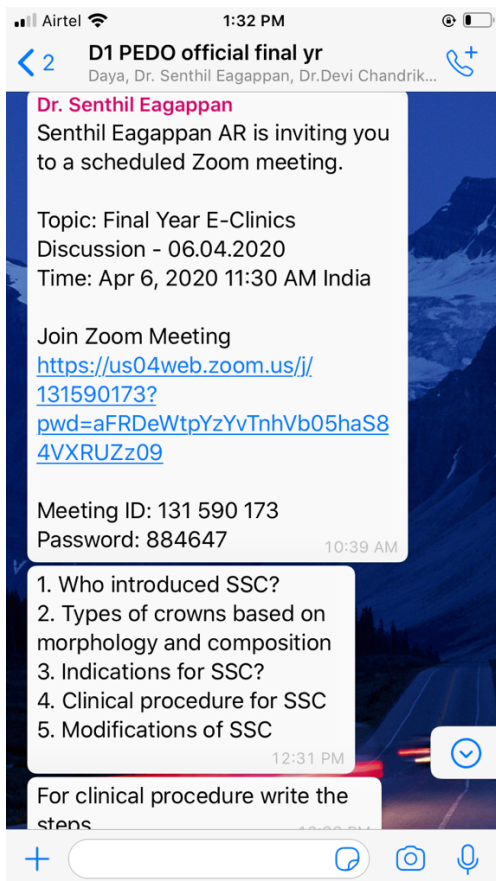 Airtel
1:32 PM
2
D1 PEDO official final yr
Daya, Dr. Senthil Eagappan, Dr.Devi Chandrik...
Dr. Senthil Eagappan
Senthil Eagappan AR is inviting you
to a scheduled Zoom meeting.
Topic: Final Year E-Clinics
Discussion - 06.04.2020
Time: Apr 6, 2020 11:30 AM India
Join Zoom Meeting
https://us04web.zoom.us/j/
131590173?
pwd=aFRDeWtpYzYvTnhVb05haS8
4VXRUZz09
Meeting ID: 131 590 173
Password: 884647
10:39 AM
1. Who introduced SSC?
2. Types of crowns based on
morphology and composition
3. Indications for SSC?
4. Clinical procedure for SSC
5. Modifications of SSC
12:31 PM
For clinical procedure write the
steps